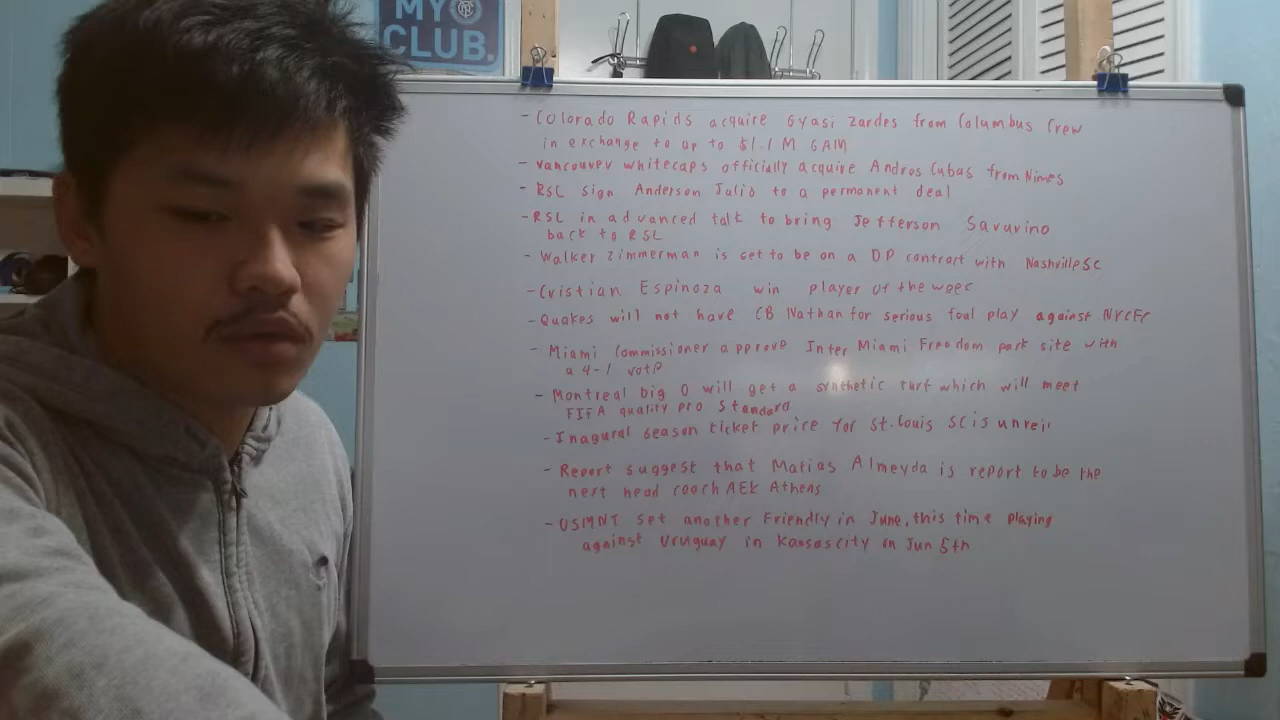 MY
CLUB.
- Colorado Rapids acquire Gyasi Zardes from Columbus Crew
in exchange to up to $1.1 M GAM
- Vancouver whitecaps officially acquire Andros Cubas from Nimes
- RSL sign Anderson Julio to a permanent deal
- RSL in advanced talk to bring Jefferson Savavino
back to RSL
- Walker Zimmerman is set to be on a DP contract with Nashville SC
- Cristian Espinoza win player of the week
- Quakes will not have CB Nathan for serious foul play against NYCFC
- Miami Commissioner approve Inter Miami Freedom park site with
a 4-1 vote
- Montreal big O will get a synthetic turf which will meet
FIFA quality pro Standard
- Inagural season ticket price for St. Louis SC is unveil
- Report suggest that Matias Almeyda is report to be the
next head coach AEK Athens
- USMNT set another Friendly in June, this time playing
against Uruguay in Kansas city on Jun 5th